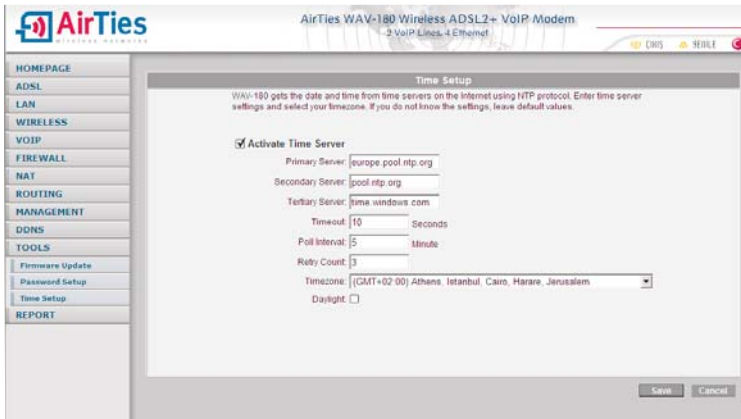 AirTies
wireless networks
AirTies WAV-180 Wireless ADSL2+ VoIP Modem
2 VoIP Lines, 4 Ethernet
HOMEPAGE
ADSL
LAN
WIRELESS
VOIP
FIREWALL
NAT
ROUTING
MANAGEMENT
DDNS
TOOLS
Firmware Update
Password Setup
Time Setup
REPORT
Time Setup
WAV-180 gets the date and time from time servers on the Internet using NTP protocol. Enter time server
settings and select your timezone. If you do not know the settings, leave default values.
Activate Time Server
Primary Server: europe.pool.ntp.org
Secondary Server: pool.ntp.org
Tertiary Server: time.windows.com
Timeout: 10 Seconds
Poll Interval: 5 Minute
Retry Count: 3
Timezone: (GMT+02:00) Athens, Istanbul, Cairo, Harare, Jerusalem
Daylight:
Save Cancel